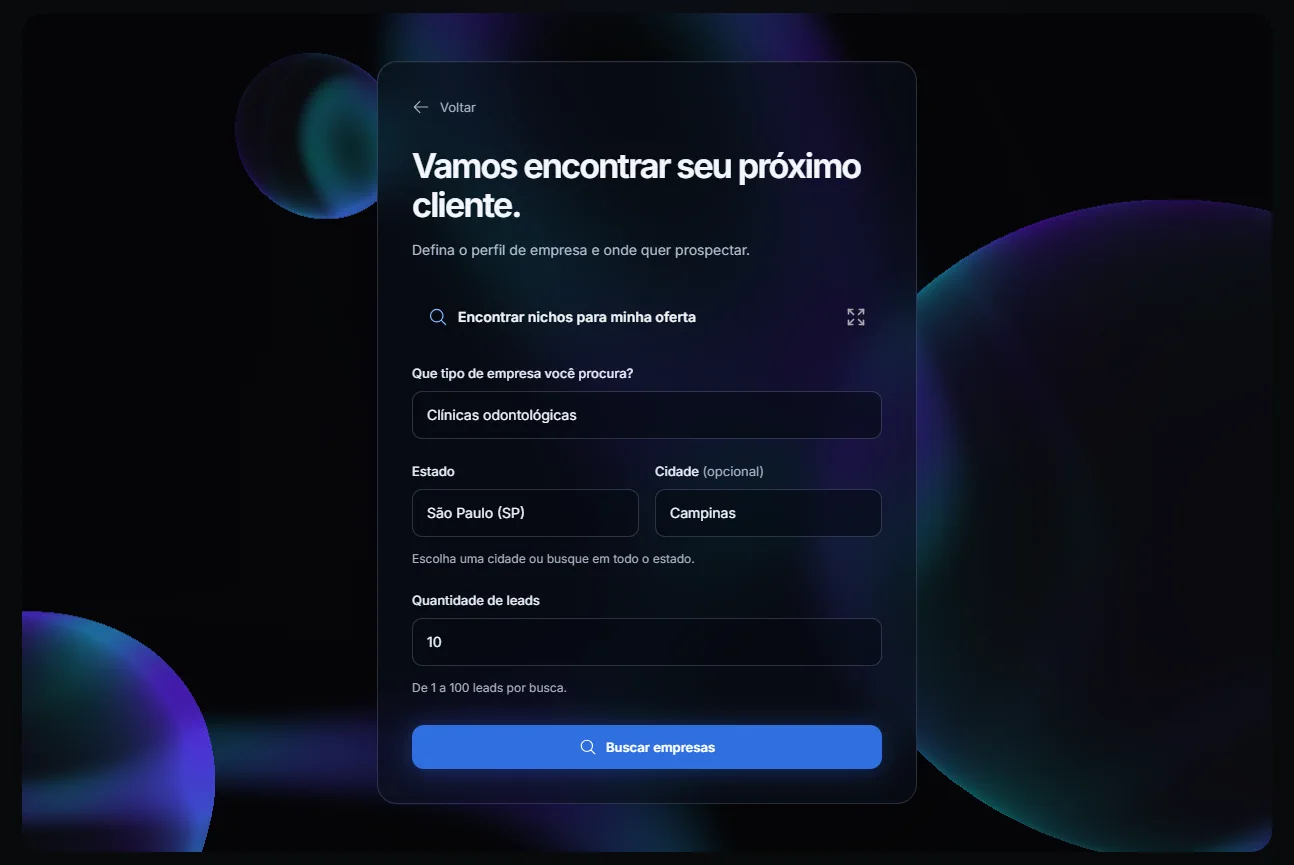 Voltar
Vamos encontrar seu próximo
cliente.
Defina o perfil de empresa e onde quer prospectar.
Encontrar nichos para minha oferta
Que tipo de empresa você procura?
Clínicas odontológicas
Estado
Cidade (opcional)
São Paulo (SP)
Campinas
Escolha uma cidade ou busque em todo o estado.
Quantidade de leads
10
De 1 a 100 leads por busca.
Buscar empresas